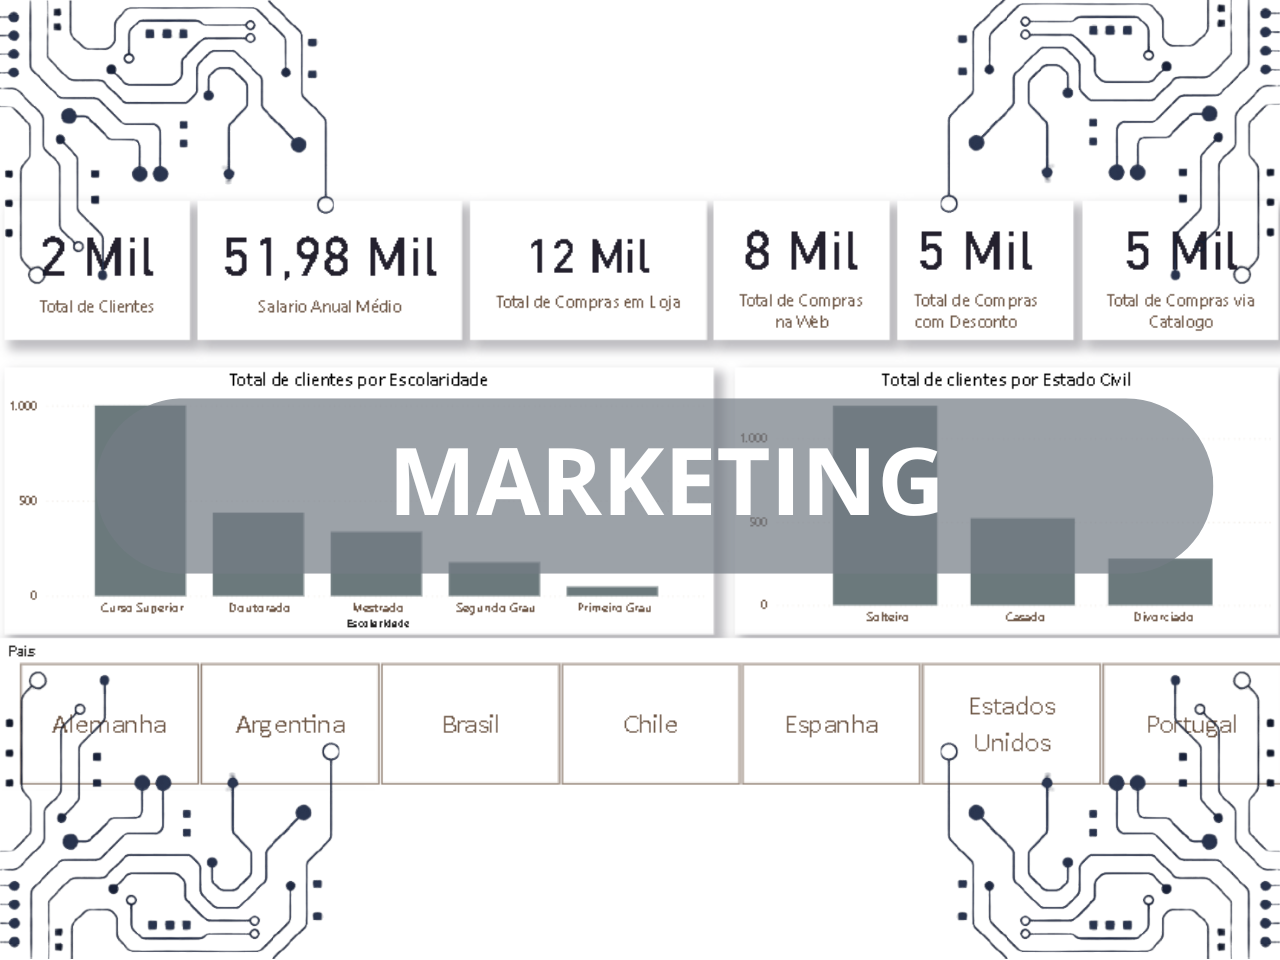 2 Mil
Total de Clientes
51,98 Mil
Salario Anual Médio
12 Mil
Total de Compras em Loja
8 Mil
Total de Compras
na Web
5 Mil
Total de Compras
com Desconto
5 Mil
Total de Compras via
Catalogo
Total de clientes por Escolaridade
1.000
500
0
Curso Superior
Doutorado
Mestrado
Segundo Grau
Primeiro Grau
Escolaridade
Total de clientes por Estado Civil
1.000
500
0
Solteiro
Casado
Divorciado
MARKETING
Pais
Alemanha
Argentina
Brasil
Chile
Espanha
Estados
Unidos
Portugal